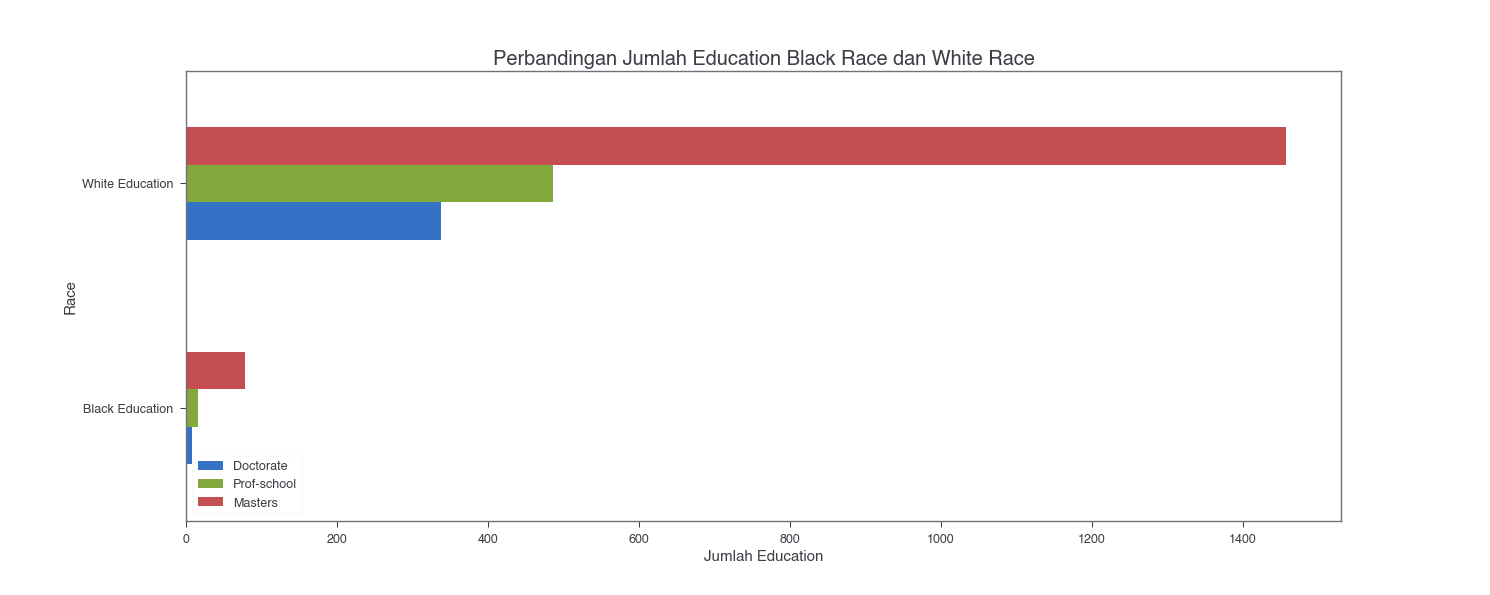 Perbandingan Jumlah Education Black Race dan White Race
White Education
Race
Black Education
Doctorate
Prof-school
Masters
0 200 400 600 800 1000 1200 1400
Jumlah Education